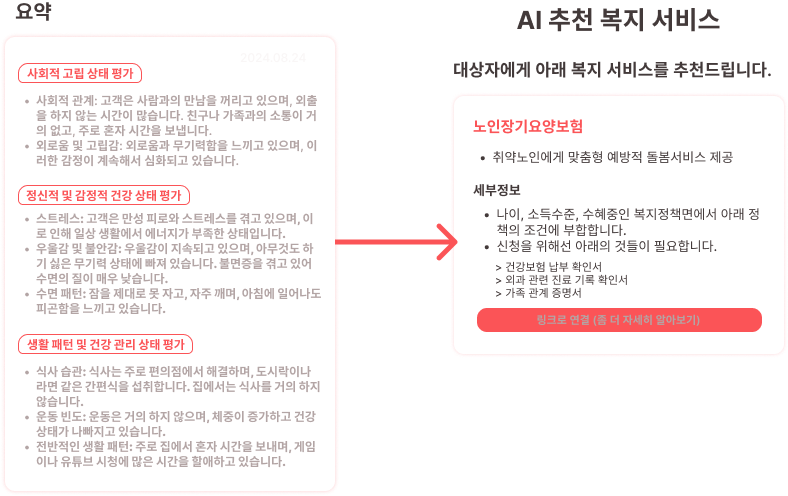 요약
2024.08.24
사회적 고립 상태 평가
• 사회적 관계: 고객은 사람과의 만남을 꺼리고 있으며, 외출
을 하지 않는 시간이 많습니다. 친구나 가족과의 소통이 거
의 없고, 주로 혼자 시간을 보냅니다.
• 외로움 및 고립감: 외로움과 무기력함을 느끼고 있으며, 이
러한 감정이 계속해서 심화되고 있습니다.
정신적 및 감정적 건강 상태 평가
• 스트레스: 고객은 만성 피로와 스트레스를 겪고 있으며, 이
로 인해 일상 생활에서 에너지가 부족한 상태입니다.
• 우울감 및 불안감: 우울감이 지속되고 있으며, 아무것도 하
기 싫은 무기력 상태에 빠져 있습니다. 불면증을 겪고 있어
수면의 질이 매우 낮습니다.
• 수면 패턴: 잠을 제대로 못 자고, 자주 깨며, 아침에 일어나도
피곤함을 느끼고 있습니다.
생활 패턴 및 건강 관리 상태 평가
• 식사 습관: 식사는 주로 편의점에서 해결하며, 도시락이나
라면 같은 간편식을 섭취합니다. 집에서는 식사를 거의 하지
않습니다.
• 운동 빈도: 운동은 거의 하지 않으며, 체중이 증가하고 건강
상태가 나빠지고 있습니다.
• 전반적인 생활 패턴: 주로 집에서 혼자 시간을 보내며, 게임
이나 유튜브 시청에 많은 시간을 할애하고 있습니다.
AI 추천 복지 서비스
대상자에게 아래 복지 서비스를 추천드립니다.
노인장기요양보험
• 취약노인에게 맞춤형 예방적 돌봄서비스 제공
세부정보
• 나이, 소득수준, 수혜중인 복지정책면에서 아래 정
책의 조건에 부합합니다.
• 신청을 위해선 아래의 것들이 필요합니다.
> 건강보험 납부 확인서
> 외과 관련 진료 기록 확인서
> 가족 관계 증명서
링크로 연결 (좀 더 자세히 알아보기)